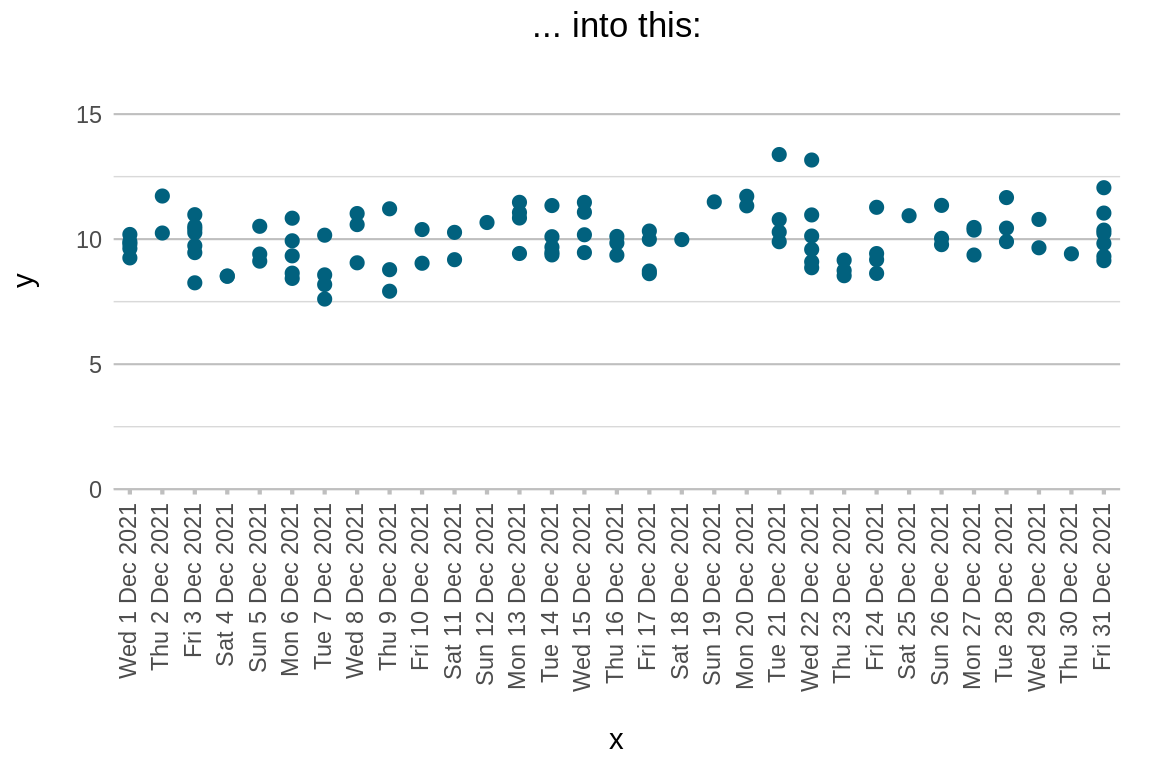 ... into this:
15
10
5
0
y
Wed 1 Dec 2021
Thu 2 Dec 2021
Fri 3 Dec 2021
Sat 4 Dec 2021
Sun 5 Dec 2021
Mon 6 Dec 2021
Tue 7 Dec 2021
Wed 8 Dec 2021
Thu 9 Dec 2021
Fri 10 Dec 2021
Sat 11 Dec 2021
Sun 12 Dec 2021
Mon 13 Dec 2021
Tue 14 Dec 2021
Wed 15 Dec 2021
Thu 16 Dec 2021
Fri 17 Dec 2021
Sat 18 Dec 2021
Sun 19 Dec 2021
Mon 20 Dec 2021
Tue 21 Dec 2021
Wed 22 Dec 2021
Thu 23 Dec 2021
Fri 24 Dec 2021
Sat 25 Dec 2021
Sun 26 Dec 2021
Mon 27 Dec 2021
Tue 28 Dec 2021
Wed 29 Dec 2021
Thu 30 Dec 2021
Fri 31 Dec 2021
x